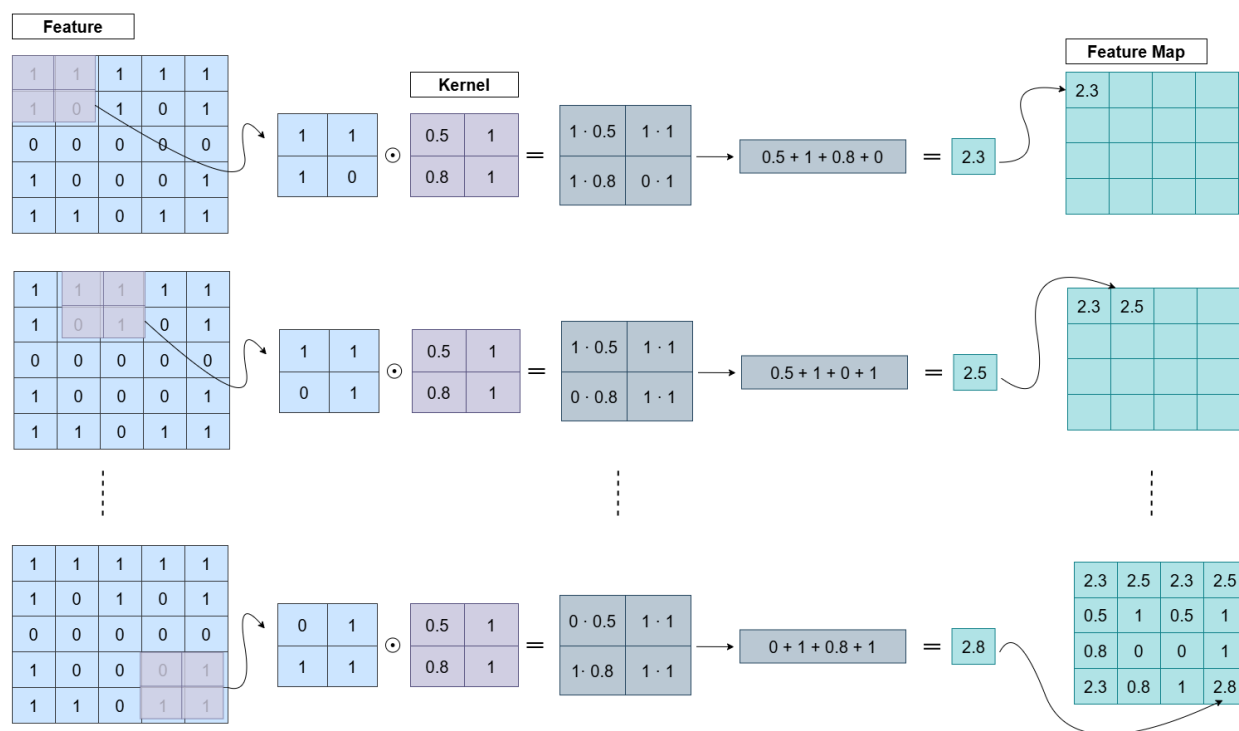 Feature
Kernel
Feature Map
1 1 1 1 1
1 0 1 0 1
0 0 0 0 0
1 0 0 0 1
1 1 0 1 1
1 1
1 0
⊙
0.5 1
0.8 1
=
1 · 0.5 1 · 1
1 · 0.8 0 · 1
0.5 + 1 + 0.8 + 0
=
2.3
2.3
1 1 1 1 1
1 0 1 0 1
0 0 0 0 0
1 0 0 0 1
1 1 0 1 1
1 1
0 1
⊙
0.5 1
0.8 1
=
1 · 0.5 1 · 1
0 · 0.8 1 · 1
0.5 + 1 + 0 + 1
=
2.5
2.3 2.5
1 1 1 1 1
1 0 1 0 1
0 0 0 0 0
1 0 0 0 1
1 1 0 1 1
0 1
1 1
⊙
0.5 1
0.8 1
=
0 · 0.5 1 · 1
1· 0.8 1 · 1
0 + 1 + 0.8 + 1
=
2.8
2.3 2.5 2.3 2.5
0.5 1 0.5 1
0.8 0 0 1
2.3 0.8 1 2.8